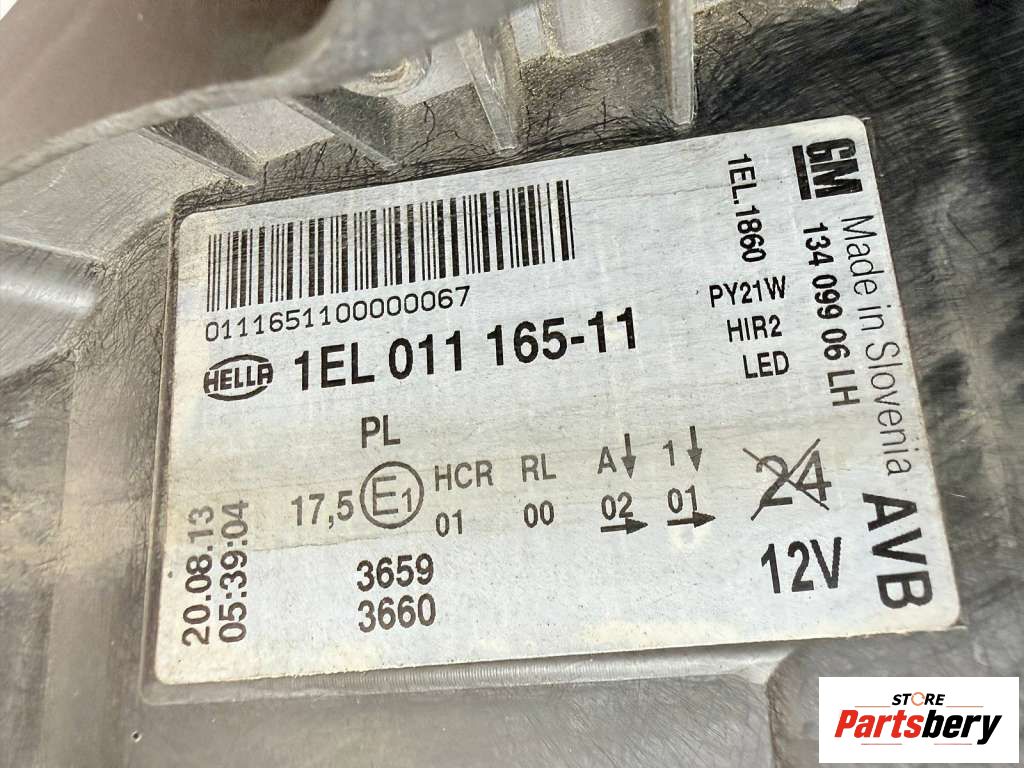 0111651100000067
HELLA 1EL 011 165-11
PL
17,5 E1 HCR RL A 1
01 00 02 01
3659
3660
20.08.13
05:39:04
1EL.1860
PY21W
HIR2
LED
24
12V
GM 134 099 06 LH
Made in Slovenia
AVB
STORE
Partsbery